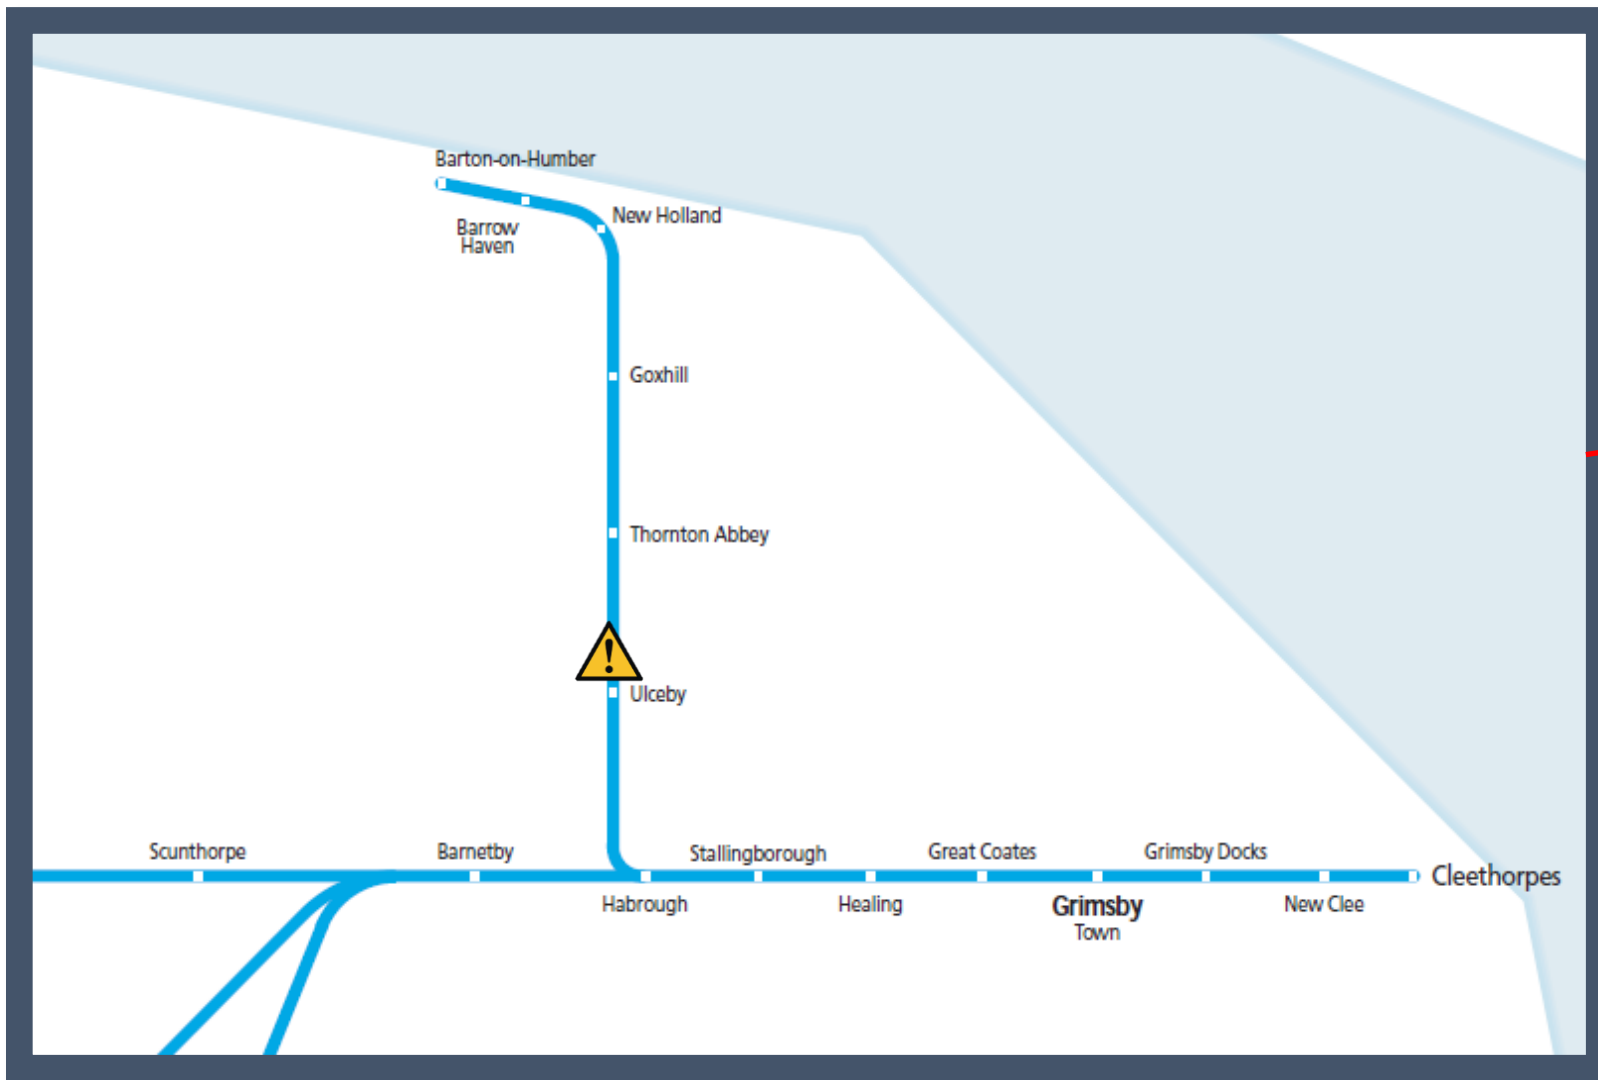 Barton-on-Humber
New Holland
Barrow
Haven
Goxhill
Thornton Abbey
!
Ulceby
Scunthorpe
Barnetby
Stallingborough
Great Coates
Grimsby Docks
Cleethorpes
Habrough
Healing
Grimsby
Town
New Clee